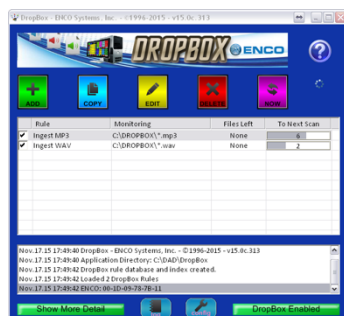 DropBox - ENCO Systems, Inc. - ©1996-2015 - v15.0c.313
DROPBOX ENCO
ADD COPY EDIT DELETE NOW
Rule Monitoring Files Left To Next Scan
Ingest MP3 C:\DROPBOX\*.mp3 None 6
Ingest WAV C:\DROPBOX\*.wav None 2
Nov.17.15 17:49:40 DropBox - ENCO Systems, Inc. - ©1996-2015 - v15.0c.313
Nov.17.15 17:49:40 Application Directory: C:\DAD\DropBox
Nov.17.15 17:49:42 DropBox rule database and index created.
Nov.17.15 17:49:42 Loaded 2 DropBox Rules
Nov.17.15 17:49:42 ENCO: 00-1D-09-78-7B-11
Show More Detail DropBox Enabled